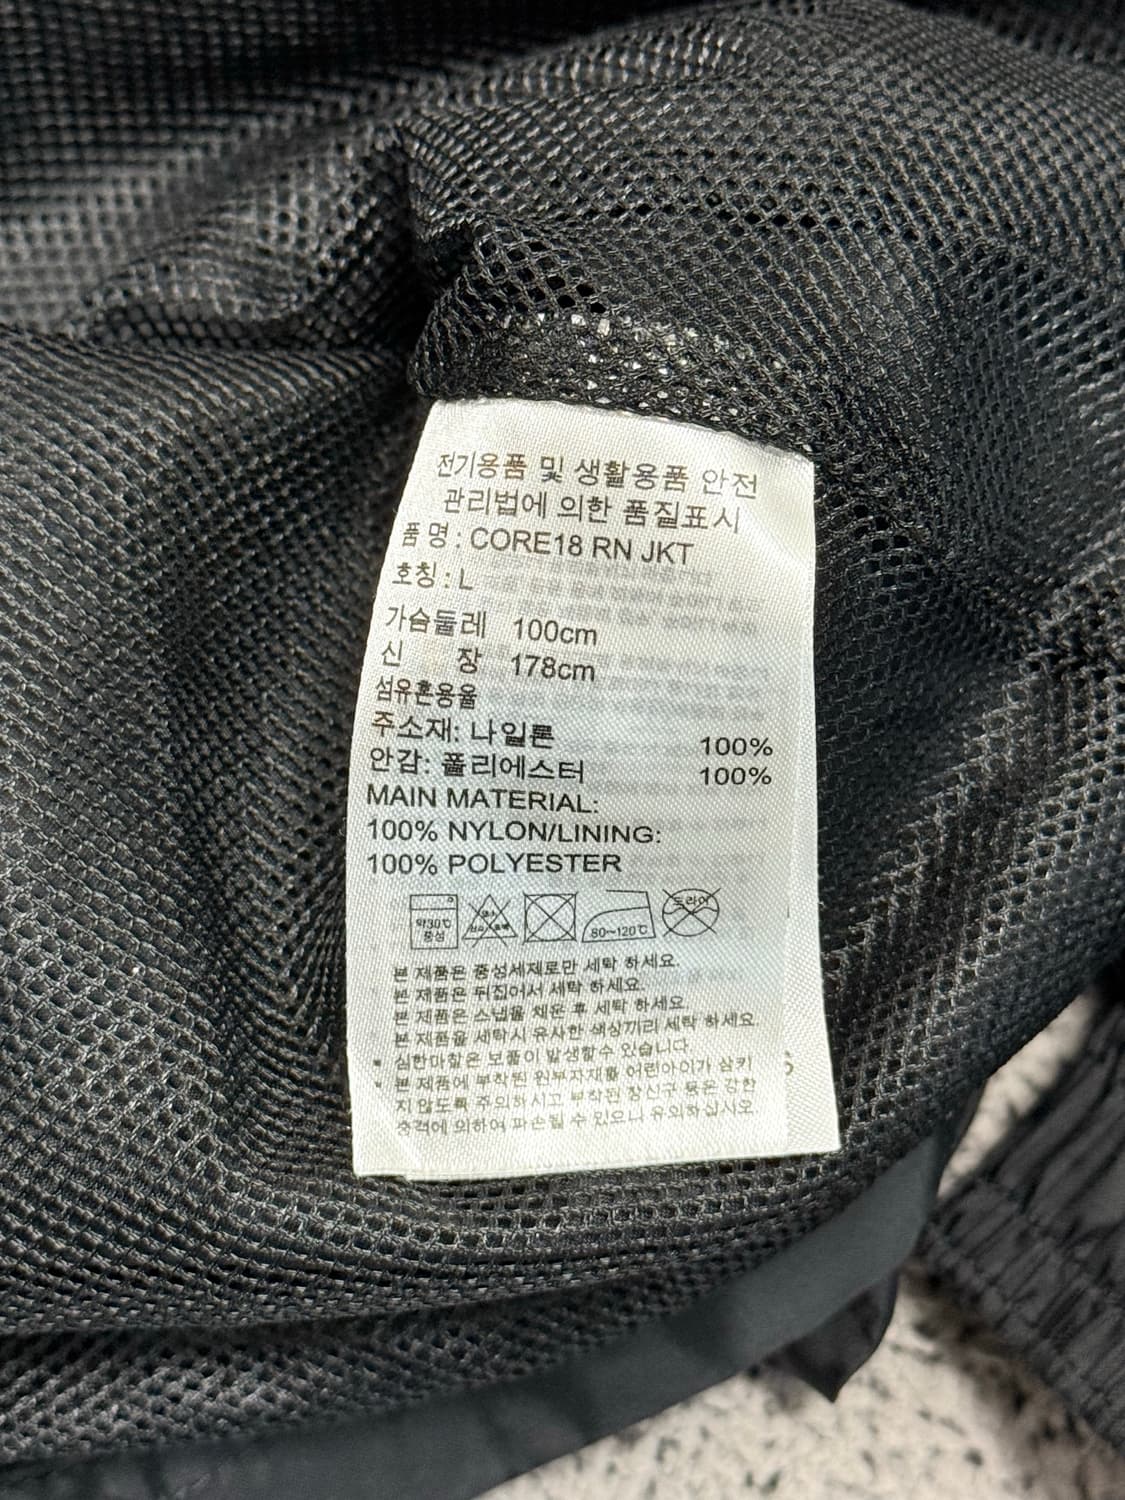 전기용품 및 생활용품 안전
관리법에 의한 품질표시
품 명 : CORE18 RN JKT
호칭 : L
가슴둘레 100cm
신 장 178cm
섬유혼용율
주소재: 나일론 100%
안감: 폴리에스터 100%
MAIN MATERIAL:
100% NYLON/LINING:
100% POLYESTER
약30℃ 80~120℃ 드라이
중성
본 제품은 중성세제로만 세탁 하세요.
본 제품은 뒤집어서 세탁 하세요.
본 제품은 스냅을 채운 후 세탁 하세요.
본 제품을 세탁시 유사한 색상끼리 세탁 하세요.
• 심한마찰은 보풀이 발생할수 있습니다.
• 본 제품에 부착된 원부자재를 어린아이가 삼키
지 않도록 주의하시고 부착된 장신구 등은 강한
충격에 의하여 파손될 수 있으니 유의하십시오.